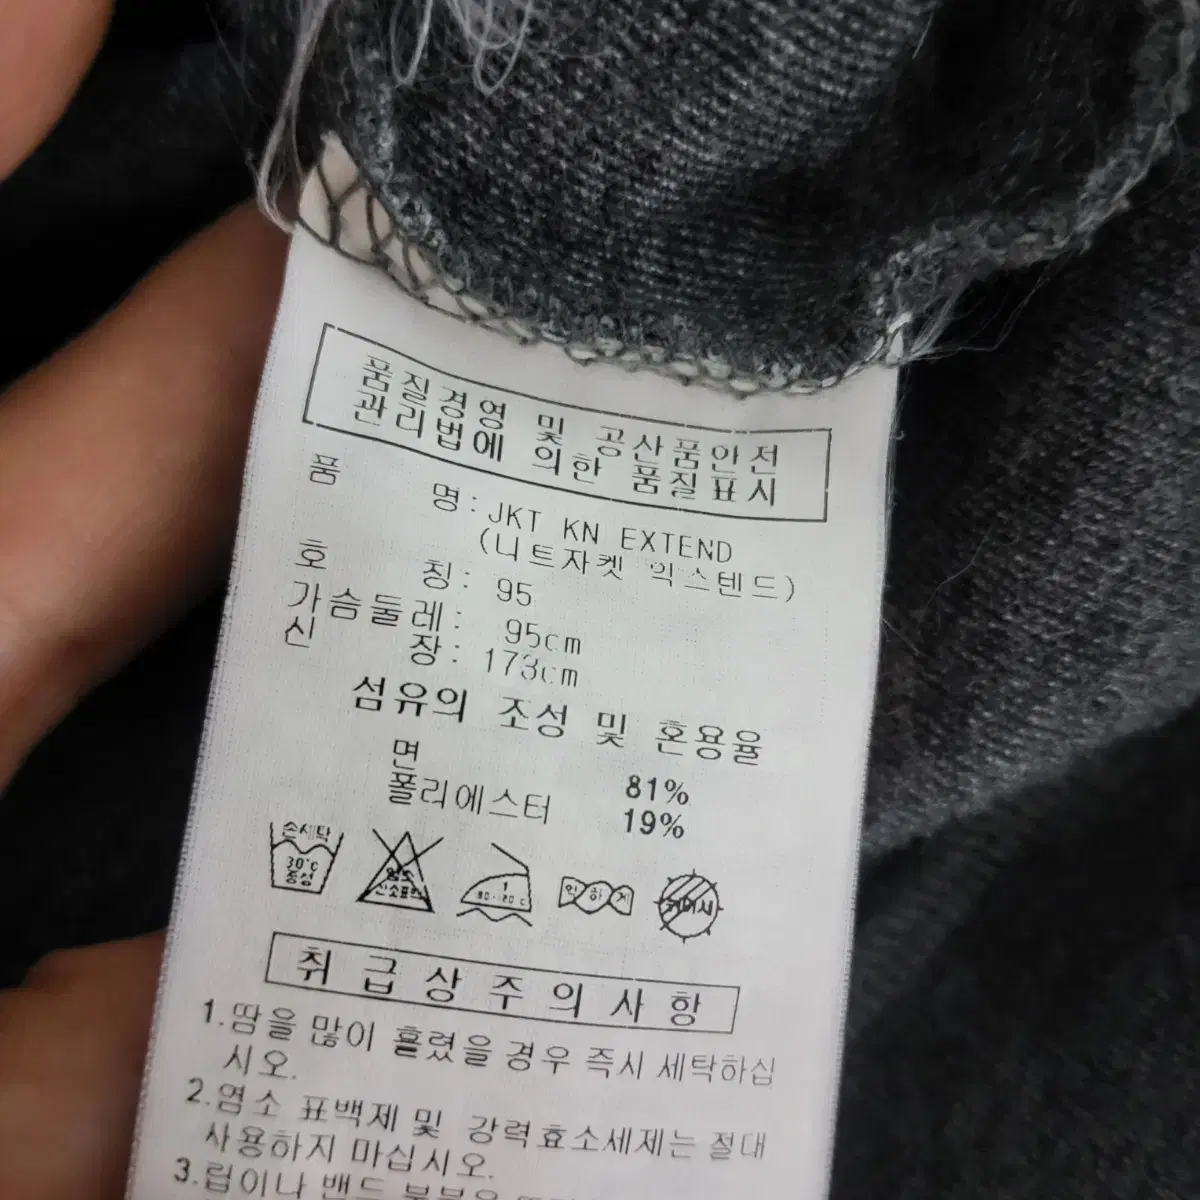 품질경영 및 공산품안전
관리법에 의한 품질표시
품 명: JKT KN EXTEND
(니트자켓 익스텐드)
호 칭: 95
가슴둘레: 95cm
신 장: 173cm
섬유의 조성 및 혼용율
면 81%
폴리에스터 19%
손세탁
30°C
중성
염소
산소표백
1
80-120°C
약하게
취급상주의사항
1.땀을 많이 흘렸을 경우 즉시 세탁하십
시오.
2.염소 표백제 및 강력효소세제는 절대
사용하지 마십시오.
3.립이나 밴드 부분을